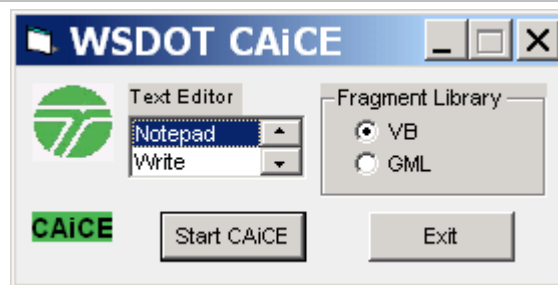 WSDOT CAiCE
Text Editor
Notepad
Write
Fragment Library
VB
GML
CAiCE
Start CAiCE
Exit